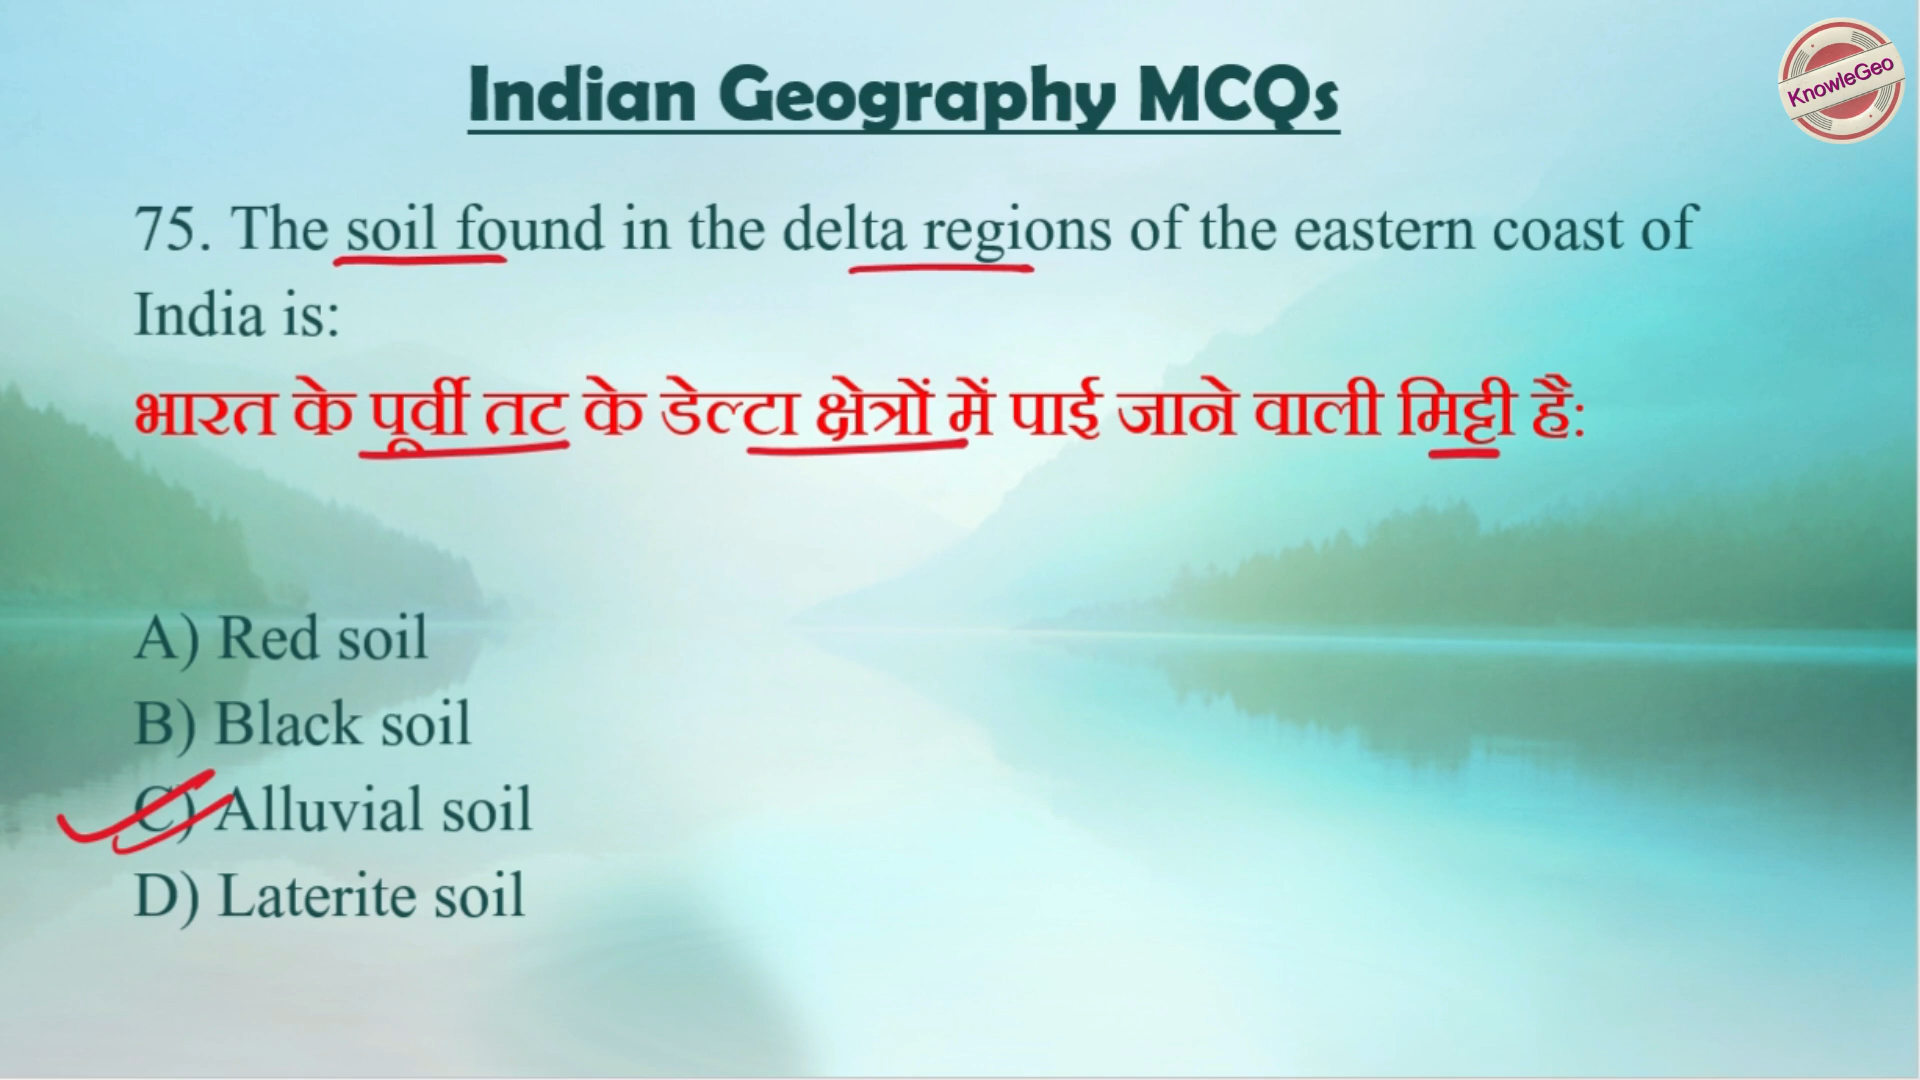 Indian Geography MCQs
KnowleGeo
75. The soil found in the delta regions of the eastern coast of
India is:
भारत के पूर्वी तट के डेल्टा क्षेत्रों में पाई जाने वाली मिट्टी है:
A) Red soil
B) Black soil
C) Alluvial soil
D) Laterite soil